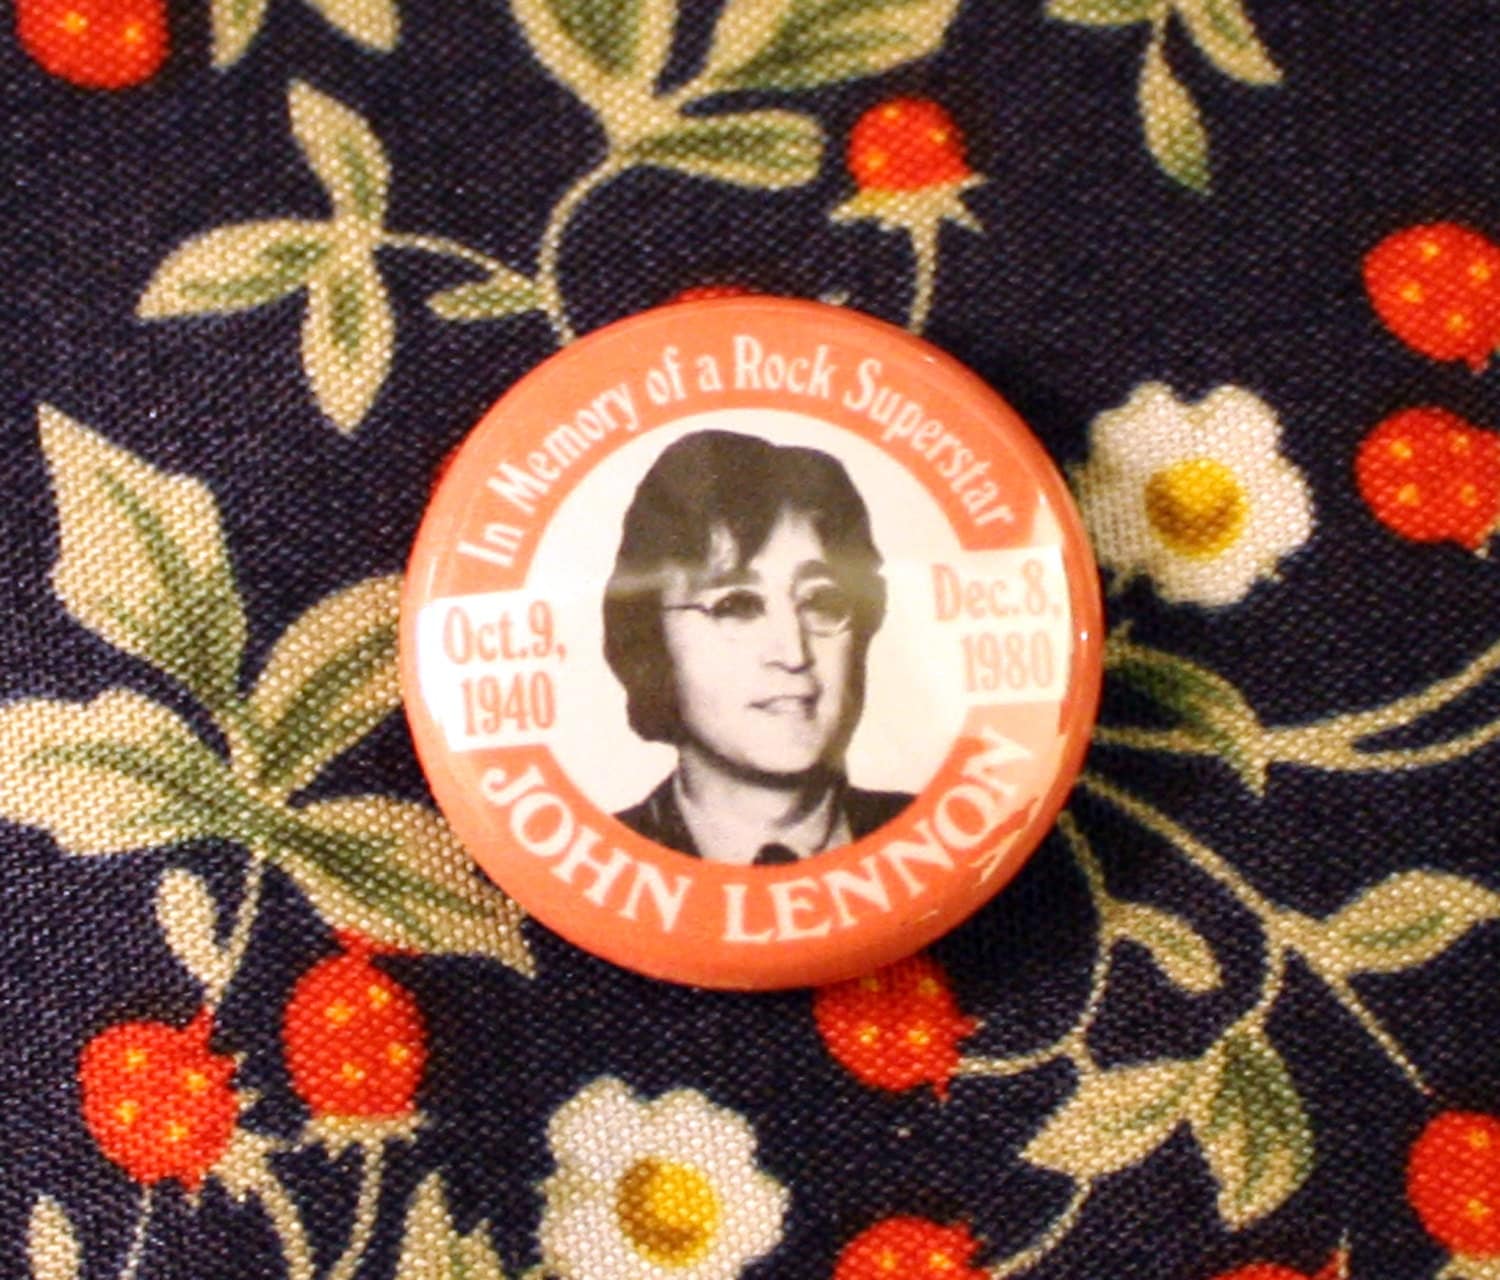 In Memory of a Rock Superstar
Oct.9,
1940
Dec.8,
1980
JOHN LENNON